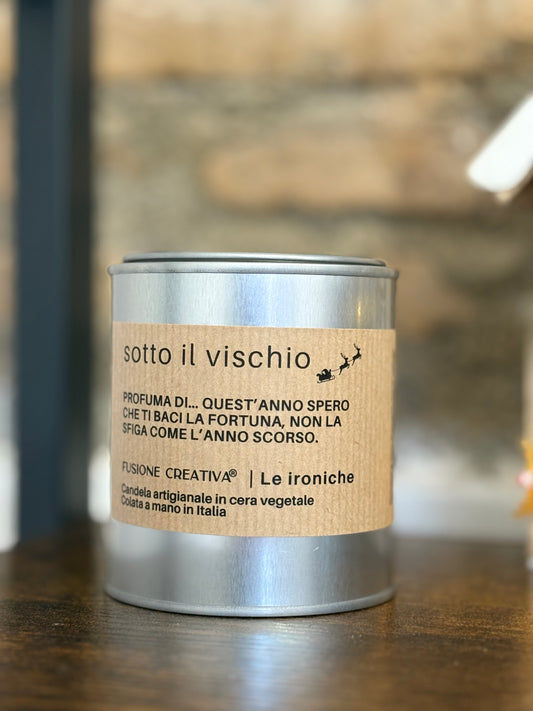 sotto il vischio
PROFUMA DI... QUEST'ANNO SPERO
CHE TI BACI LA FORTUNA, NON LA
SFIGA COME L'ANNO SCORSO.
FUSIONE CREATIVA® | Le ironiche
Candela artigianale in cera vegetale
Colata a mano in Italia